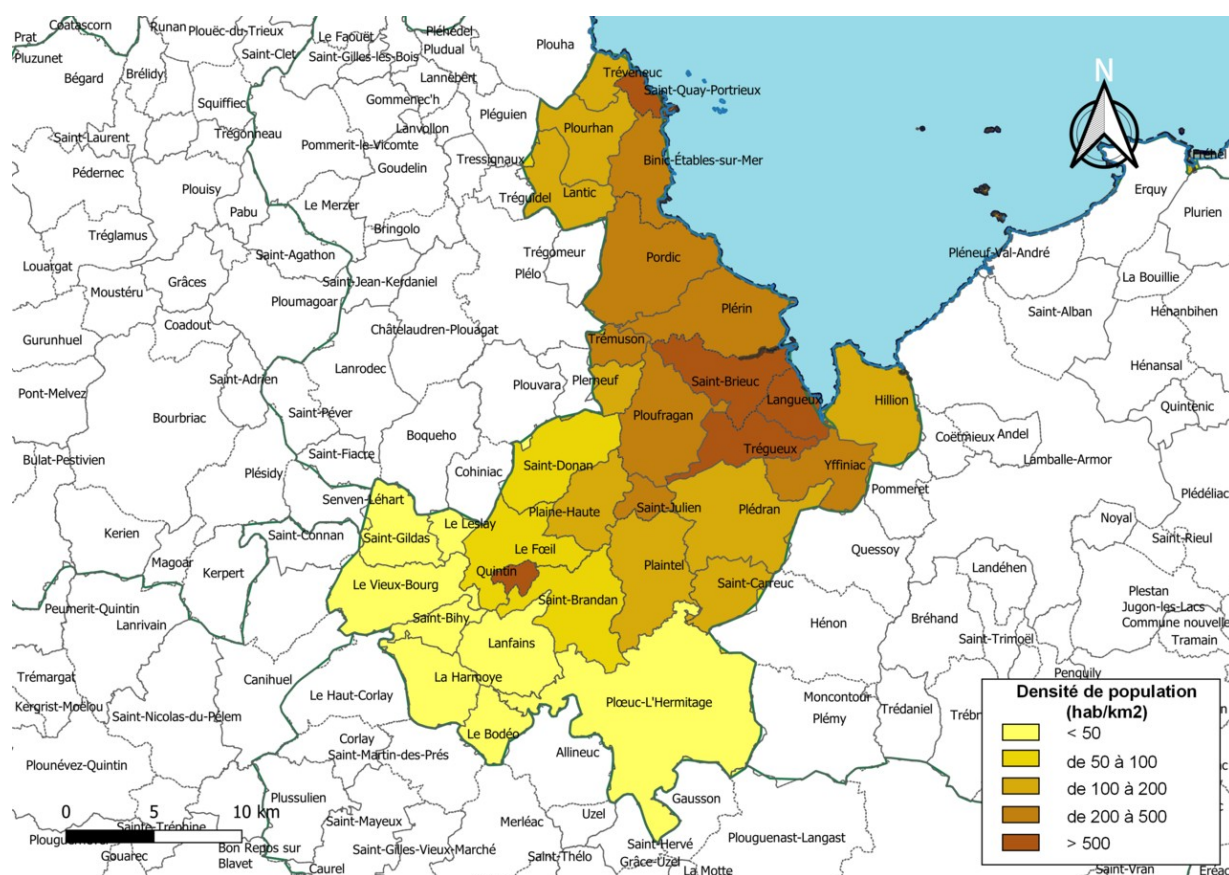 Coatascorn
Runan
Plouëc-du-Trieux
Le Faouët
Pléhédel
Prat
Pludual
Plouha
Pluzunet
Saint-Clet
Saint-Gilles-les-Bois
Bégard
Brélidy
Lannebert
Tréveneuc
Saint-Quay-Portrieux
N
Squiffiec
Gommenec'h
Pléguien
Saint-Laurent
Trégonneau
Lanvollon
Plourhan
Pommerit-le-Vicomte
Fréhel
Pédernec
Goudelin
Tressignaux
Binic-Étables-sur-Mer
Plouisy
Erquy
Le Merzer
Tréguidel
Lantic
Pabu
Plurien
Tréglamus
Bringolo
Saint-Agathon
Trégomeur
Pléneuf-Val-André
Louargat
Grâces
Saint-Jean-Kerdaniel
Plélo
Pordic
La Bouillie
Moustéru
Ploumagoar
Plérin
Saint-Alban
Hénanbihen
Coadout
Châtelaudren-Plouagat
Gurunhuel
Trémuson
Lanrodec
Hénansal
Saint-Adrien
Plouvara
Plerneuf
Saint-Brieuc
Pont-Melvez
Langueux
Hillion
Quintenic
Saint-Péver
Ploufragan
Bourbriac
Boqueho
Coëtmieux
Andel
Saint-Fiacre
Trégueux
Bulat-Pestivien
Cohiniac
Saint-Donan
Yffiniac
Lamballe-Armor
Plésidy
Pommeret
Plédéliac
Senven-Léhart
Saint-Julien
Plédran
Plaine-Haute
Noyal
Kerien
Le Leslay
Saint-Connan
Saint-Gildas
Saint-Rieul
Le Fœil
Quessoy
Magoar
Plaintel
Landéhen
Kerpert
Quintin
Le Vieux-Bourg
Saint-Carreuc
Plestan
Saint-Brandan
Peumerit-Quintin
Jugon-les-Lacs
Lanrivain
Saint-Bihy
Hénon
Bréhand
Commune nouvelle
Lanfains
Saint-Trimoël
Tramain
Trémargat
Canihuel
La Harmoye
Penguily
Le Haut-Corlay
Plœuc-L'Hermitage
Moncontour
Trédaniel
Kergrist-Moëlou
Saint-Nicolas-du-Pélem
Plémy
Le Bodéo
Corlay
Allineuc
Saint-Martin-des-Prés
Plounévez-Quintin
Plussulien
Gausson
Saint-Mayeux
Merléac
Uzel
Sainte-Tréphine
Plouguenast-Langast
Gouarec
Bon Repos sur
Blavet
Saint-Gilles-Vieux-Marché
Saint-Hervé
Saint-Thélo
Grâce-Uzel
Caurel
La Motte
Saint-Vran
0 5 10 km
Densité de population
(hab/km2)
< 50
de 50 à 100
de 100 à 200
de 200 à 500
> 500